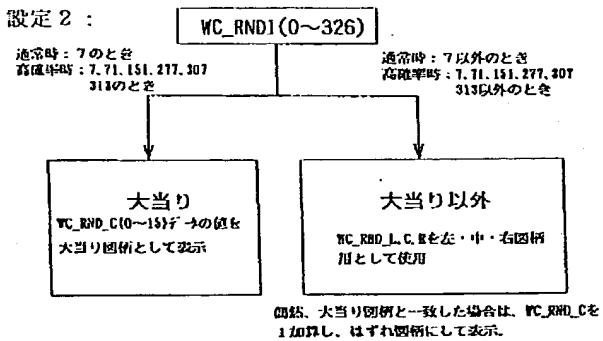 設定2：
WC_RND1(0〜326)
通常時：7のとき
高確率時：7.71.151.277.307
313のとき
通常時：7以外のとき
高確率時：7.71.151.277.307
313以外のとき
大当り
WC_RND_C(0〜15)データの値を
大当り図柄として表示
大当り以外
WC_RND_L.C.Rを左・中・右図柄
用として使用
偶然、大当り図柄と一致した場合は、WC_RND_Cを
1加算し、はずれ図柄にして表示。